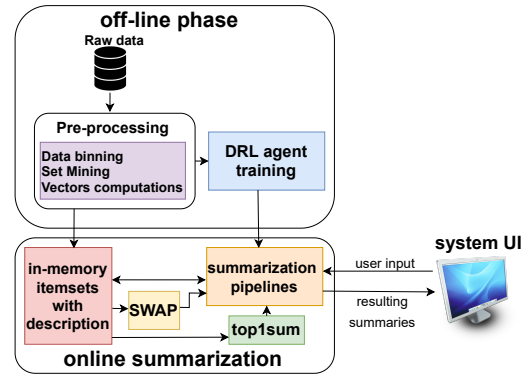 off-line phase
Raw data
Pre-processing
Data binning
Set Mining
Vectors computations
DRL agent
training
system UI
in-memory
itemsets
with
description
summarization
pipelines
user input
SWAP
resulting
summaries
top1sum
online summarization